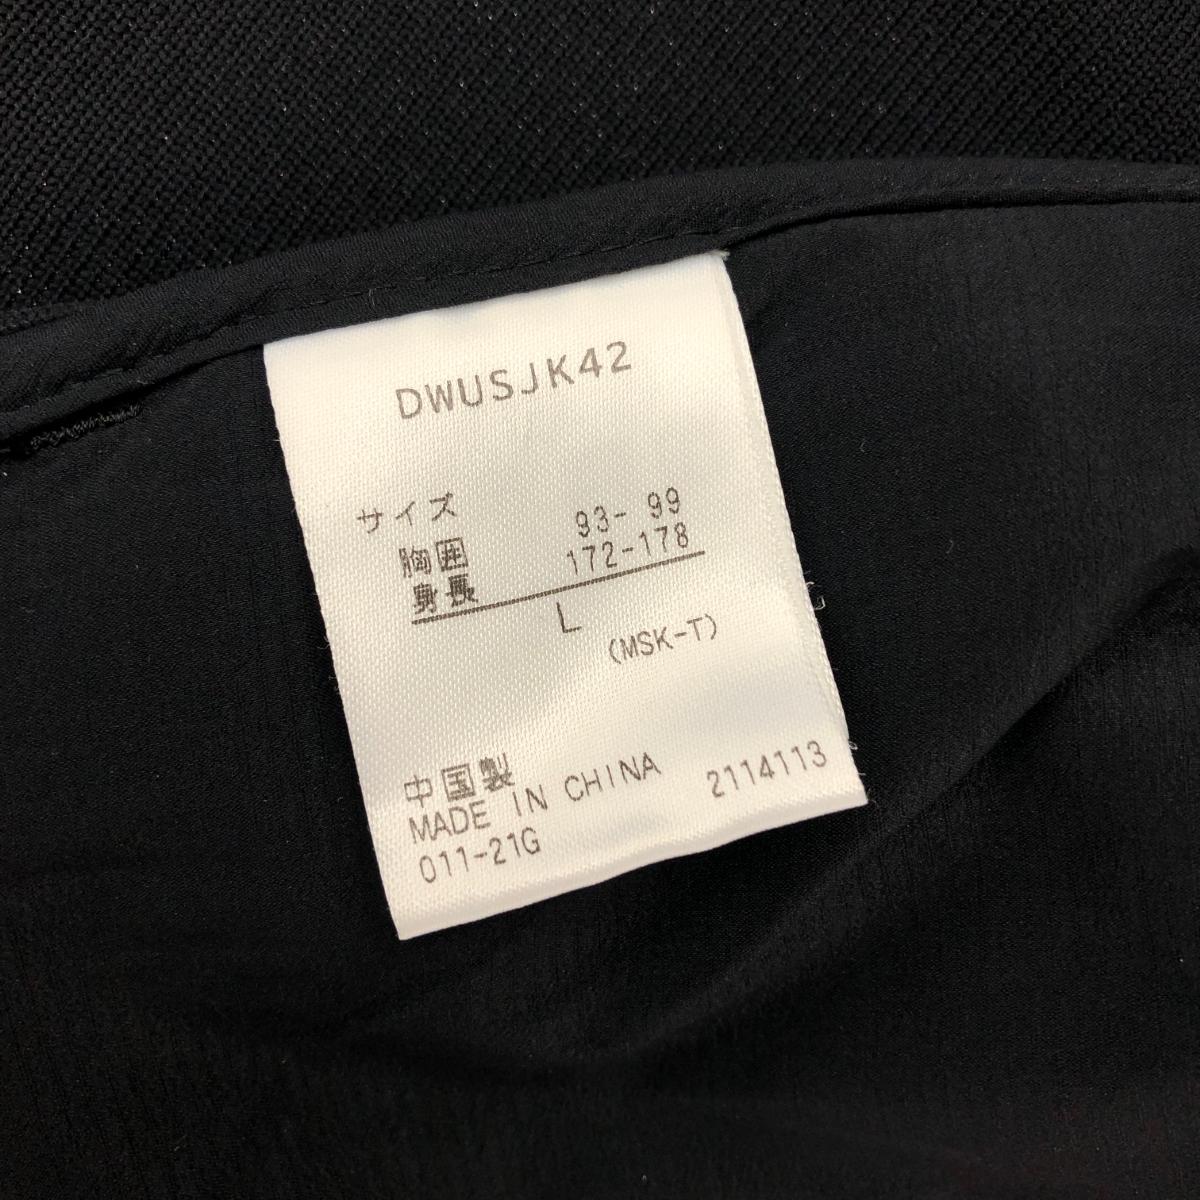 DWUSJK42
サイズ
胸囲 93- 99
身長 172-178
L
(MSK-T)
中国製
MADE IN CHINA 2114113
011-21G